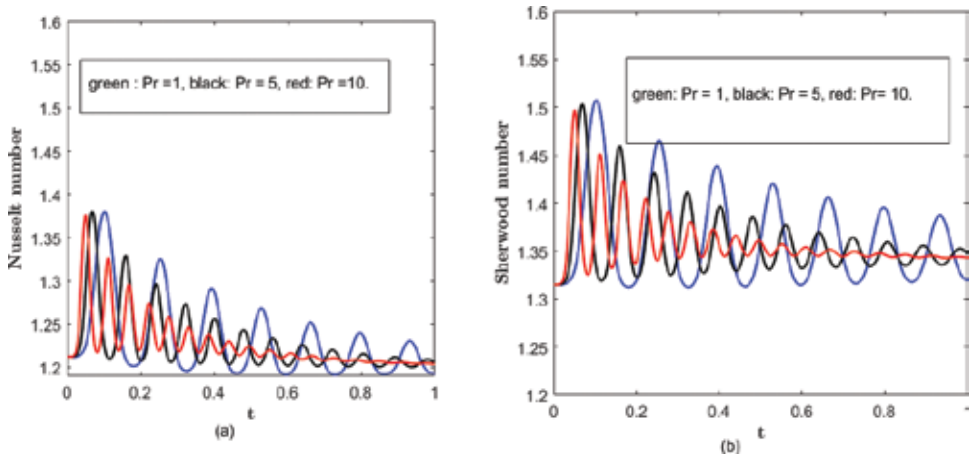 1.6
1.55
1.5
1.45
1.4
1.35
1.3
1.25
1.2
Nusselt number
green : Pr =1, black: Pr = 5, red: Pr =10.
0 0.2 0.4 0.6 0.8 1
t
(a)
1.6
1.55
1.5
1.45
1.4
1.35
1.3
1.25
1.2
Sherwood number
green: Pr = 1, black: Pr = 5, red: Pr= 10.
0 0.2 0.4 0.6 0.8 1
t
(b)